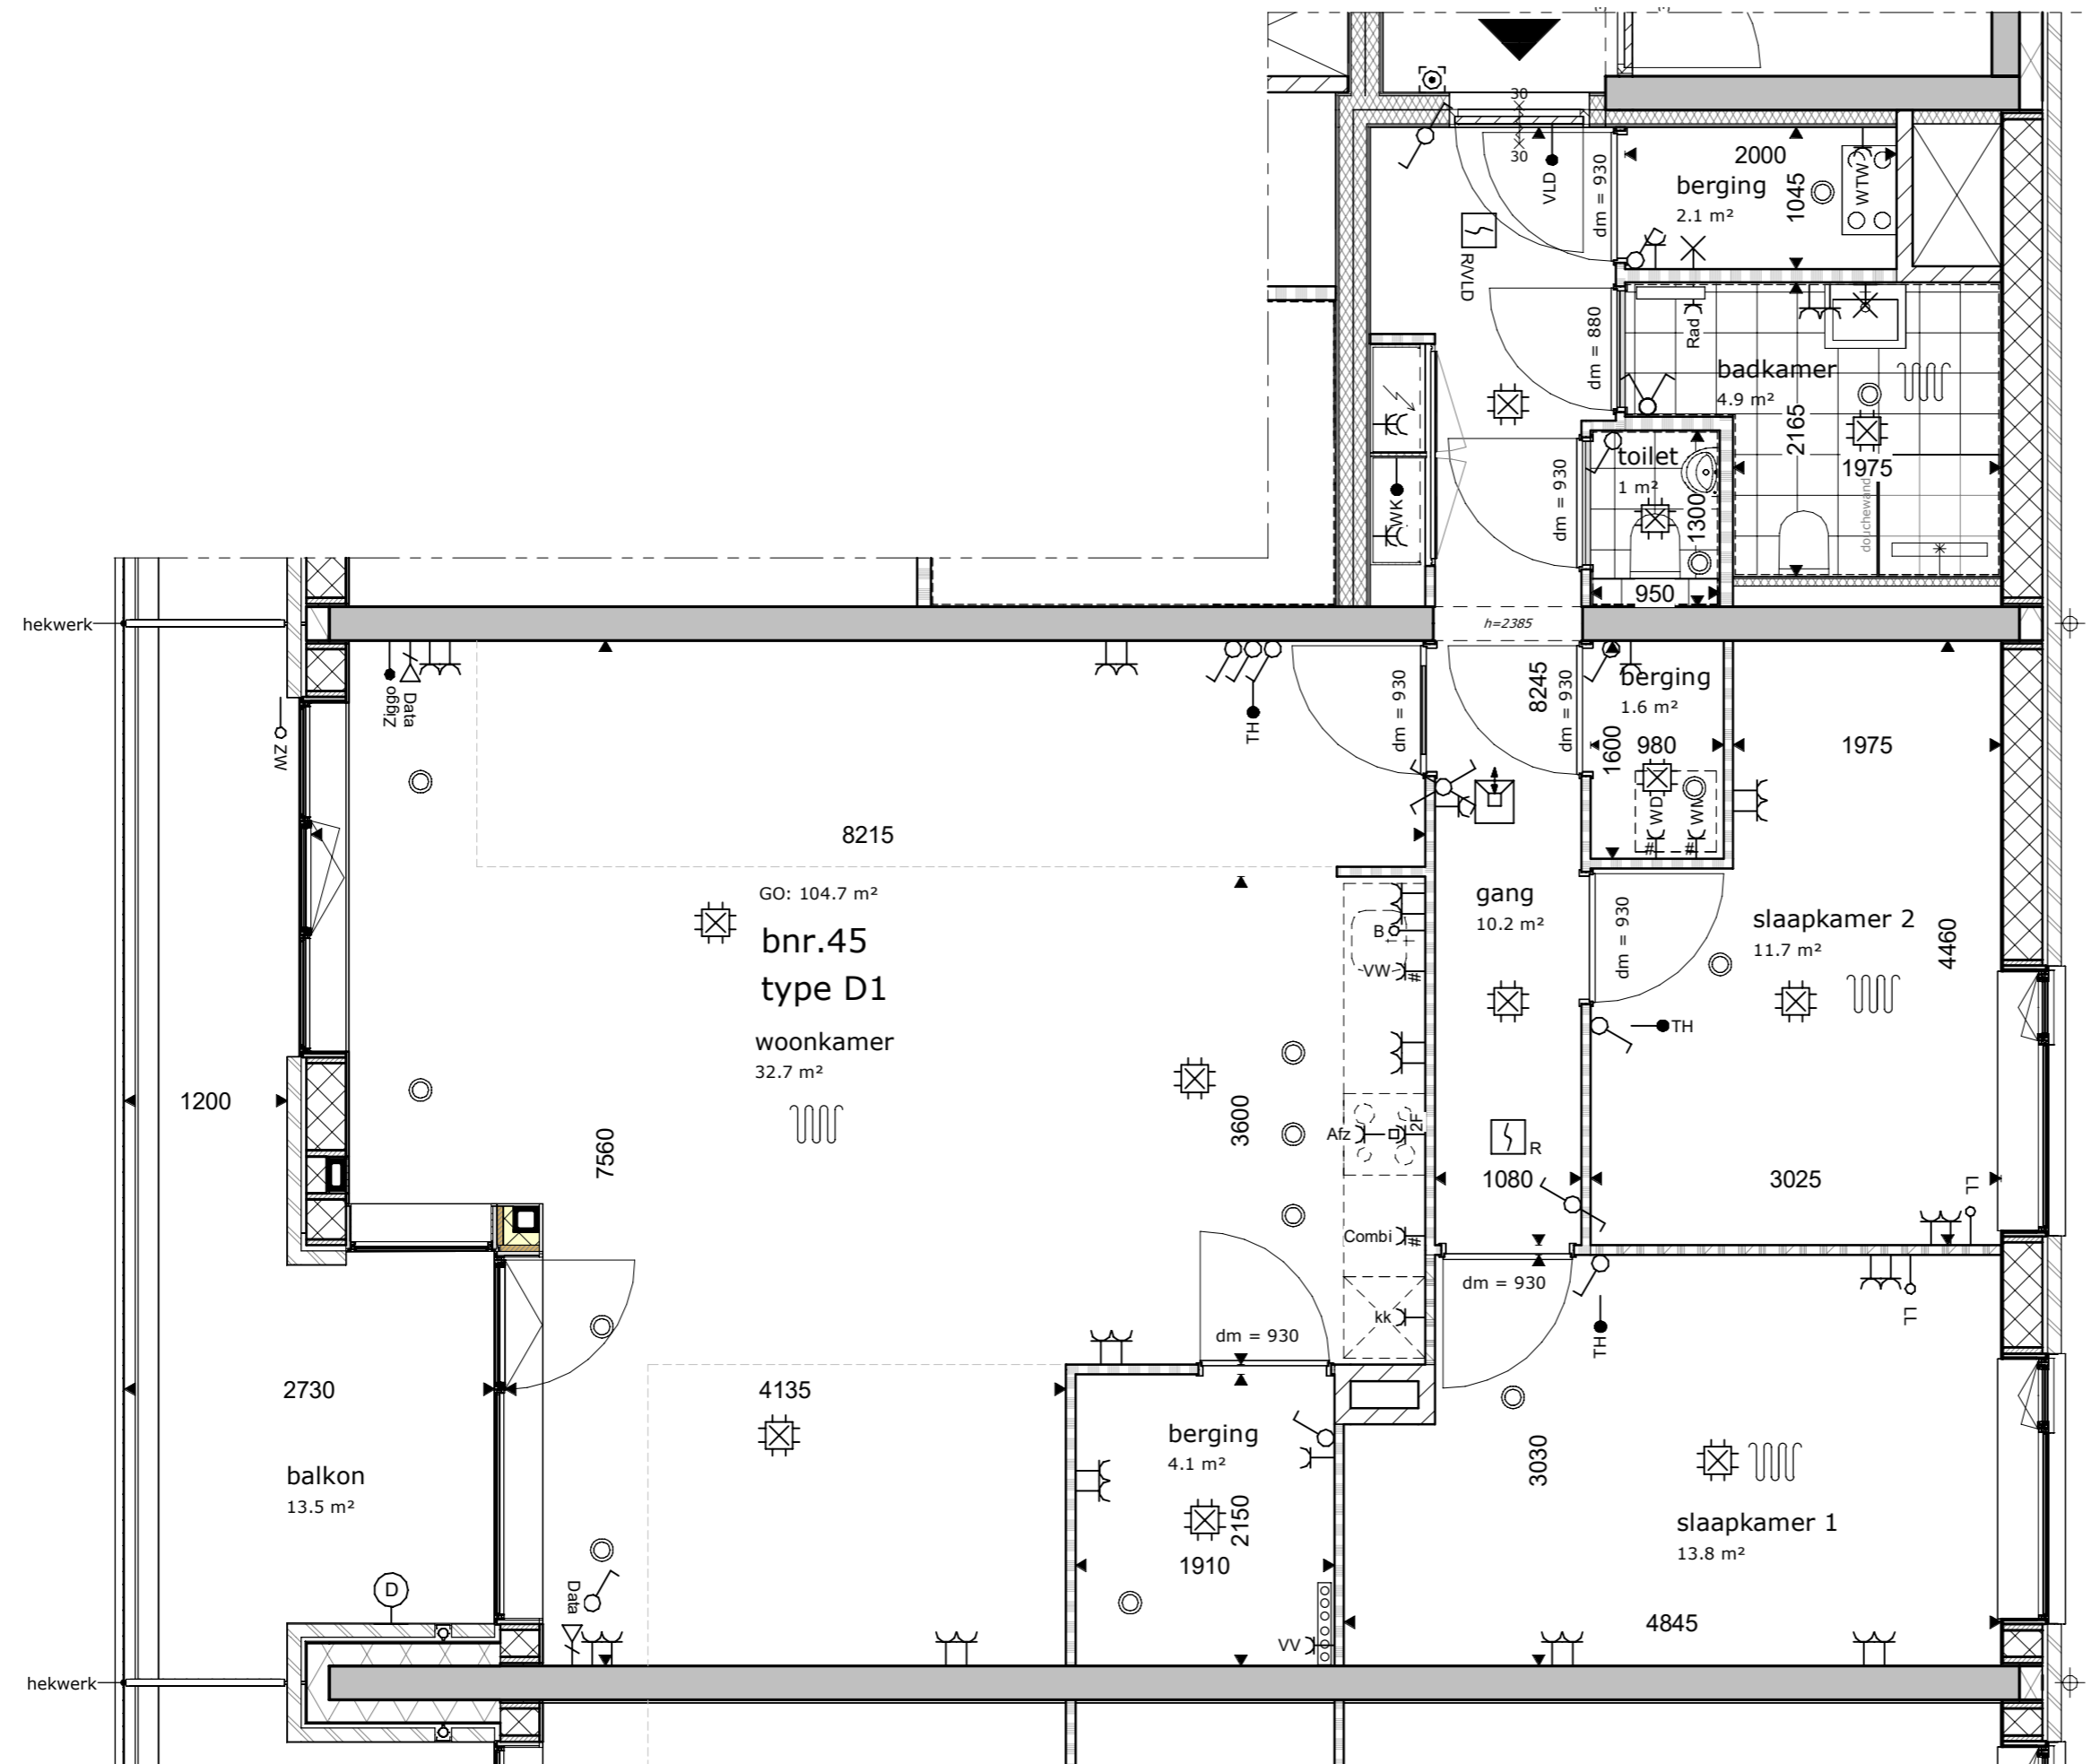 30
30
VLD
dm = 930
2000
berging
2.1 m²
1045
WTW
R/VLD
dm = 880
Rad
badkamer
4.9 m²
2165
1975
douchewand
dm = 930
toilet
1 m²
1300
950
WK
hekwerk
h=2385
Ziggo
Data
ZW
TH
dm = 930
8245
dm = 930
berging
1.6 m²
1600
980
1975
WD
WM
#
#
8215
GO: 104.7 m²
bnr.45
type D1
woonkamer
32.7 m²
B
VW
#
gang
10.2 m²
dm = 930
slaapkamer 2
11.7 m²
4460
TH
1200
7560
3600
Afz
2F
R
1080
3025
LL
Combi
#
kk
dm = 930
dm = 930
TH
LL
2730
4135
berging
4.1 m²
2150
1910
3030
balkon
13.5 m²
slaapkamer 1
13.8 m²
D
Data
VV
4845
hekwerk